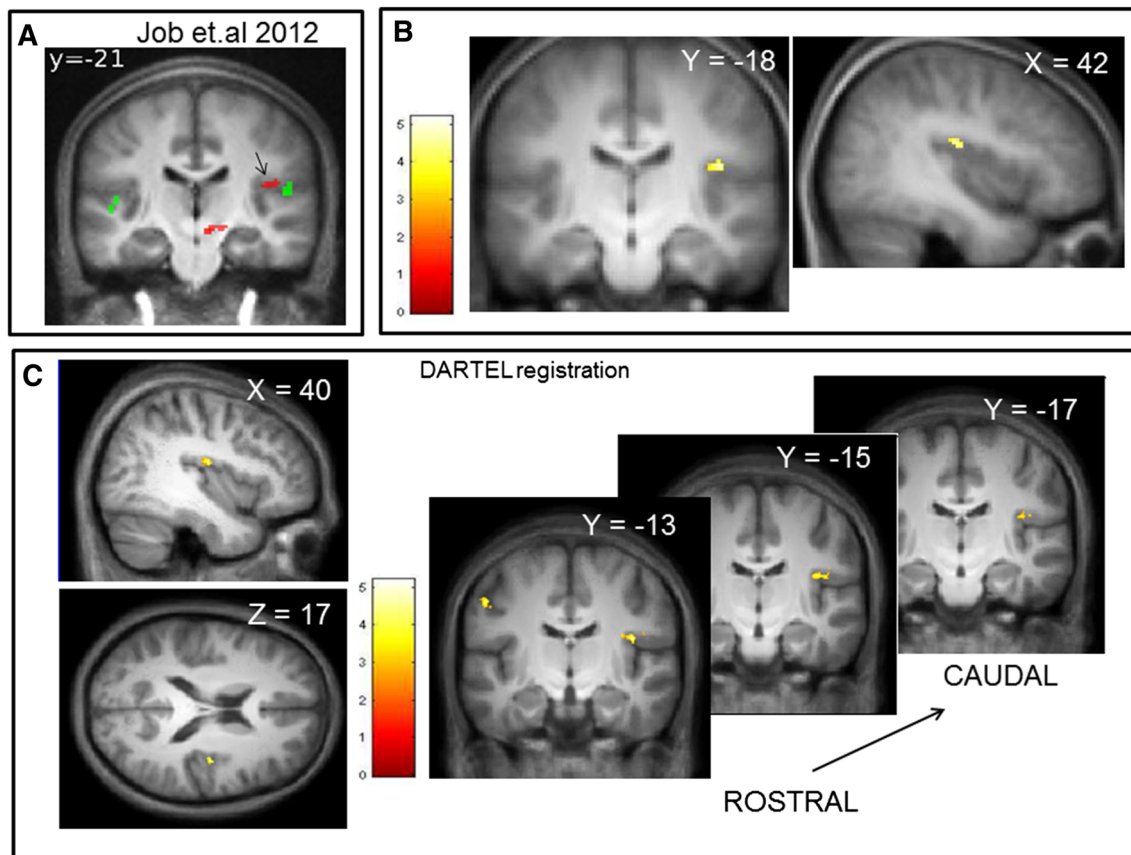 A
Job et.al 2012
y=-21
B
Y = -18
X = 42
5
4
3
2
1
0
C
DARTEL registration
X = 40
Z = 17
5
4
3
2
1
0
Y = -13
Y = -15
Y = -17
CAUDAL
ROSTRAL